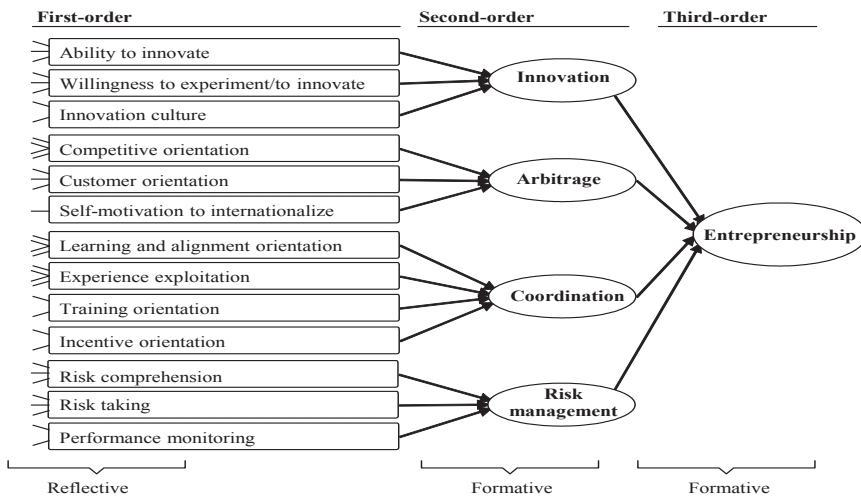 First-order
Second-order
Third-order
Ability to innovate
Willingness to experiment/to innovate
Innovation culture
Competitive orientation
Customer orientation
Self-motivation to internationalize
Learning and alignment orientation
Experience exploitation
Training orientation
Incentive orientation
Risk comprehension
Risk taking
Performance monitoring
Innovation
Arbitrage
Coordination
Risk
management
Entrepreneurship
Reflective
Formative
Formative